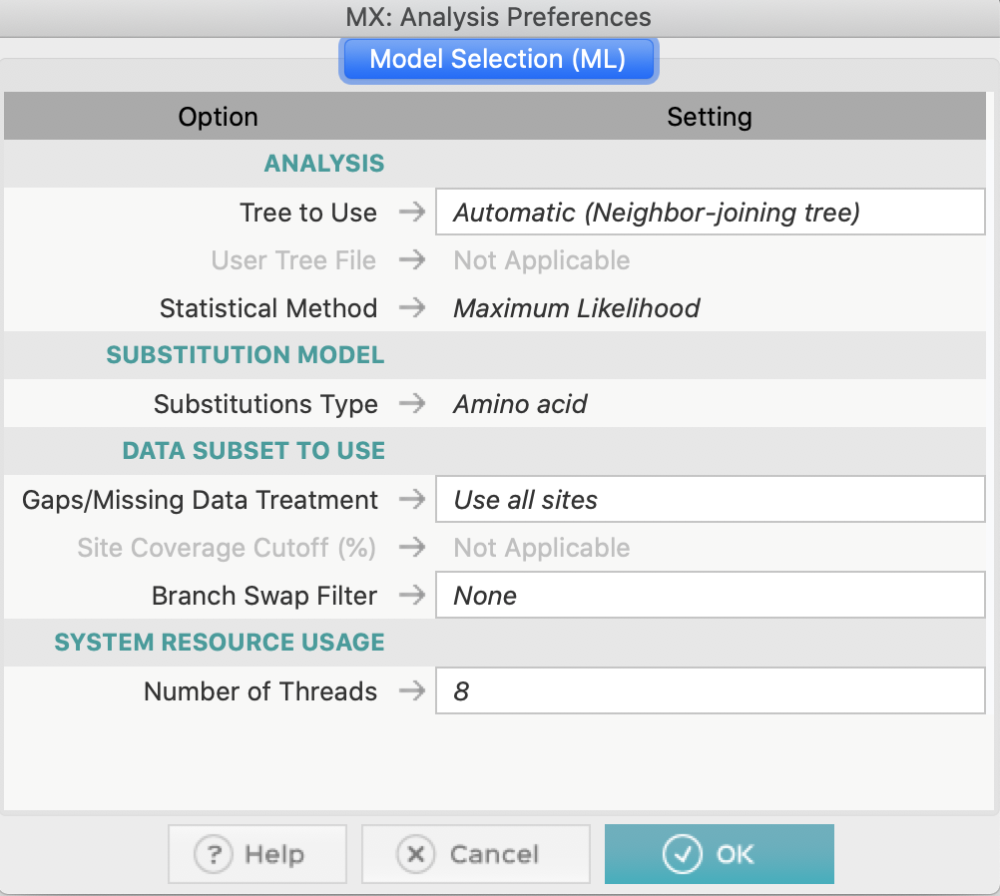 MX: Analysis Preferences
Model Selection (ML)
Option Setting
ANALYSIS
Tree to Use → Automatic (Neighbor-joining tree)
User Tree File → Not Applicable
Statistical Method → Maximum Likelihood
SUBSTITUTION MODEL
Substitutions Type → Amino acid
DATA SUBSET TO USE
Gaps/Missing Data Treatment → Use all sites
Site Coverage Cutoff (%) → Not Applicable
Branch Swap Filter → None
SYSTEM RESOURCE USAGE
Number of Threads → 8
? Help Cancel OK